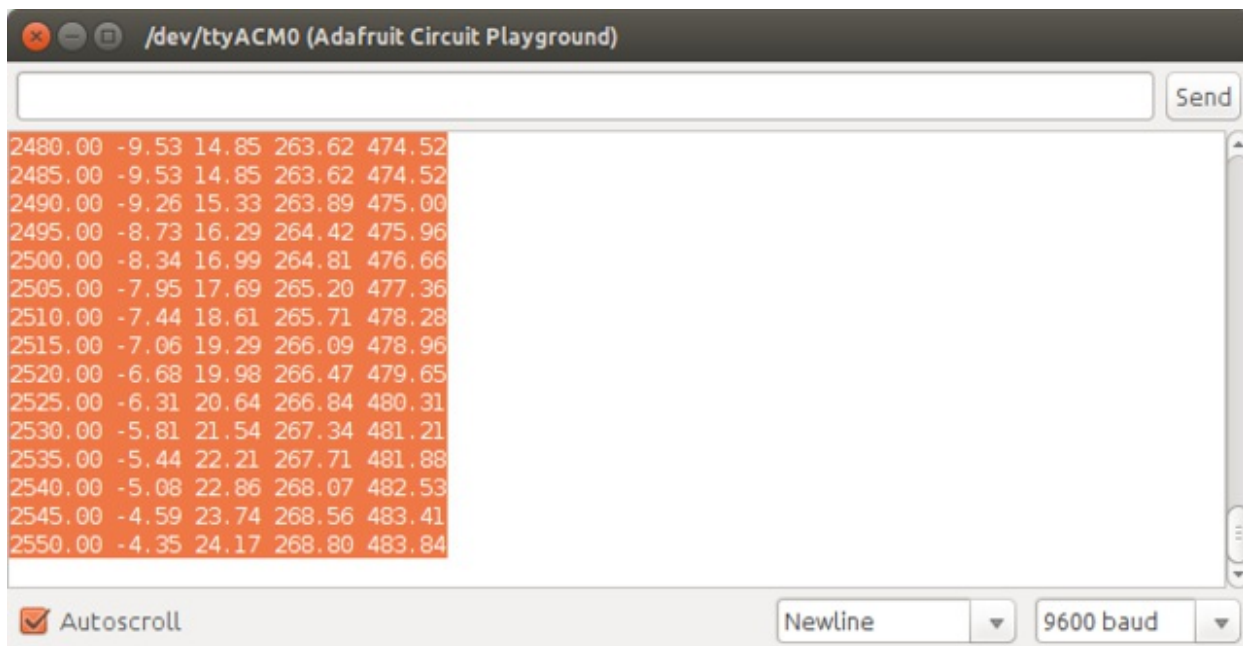 /dev/ttyACM0 (Adafruit Circuit Playground)
Send
2480.00 -9.53 14.85 263.62 474.52
2485.00 -9.53 14.85 263.62 474.52
2490.00 -9.26 15.33 263.89 475.00
2495.00 -8.73 16.29 264.42 475.96
2500.00 -8.34 16.99 264.81 476.66
2505.00 -7.95 17.69 265.20 477.36
2510.00 -7.44 18.61 265.71 478.28
2515.00 -7.06 19.29 266.09 478.96
2520.00 -6.68 19.98 266.47 479.65
2525.00 -6.31 20.64 266.84 480.31
2530.00 -5.81 21.54 267.34 481.21
2535.00 -5.44 22.21 267.71 481.88
2540.00 -5.08 22.86 268.07 482.53
2545.00 -4.59 23.74 268.56 483.41
2550.00 -4.35 24.17 268.80 483.84
Autoscroll Newline 9600 baud